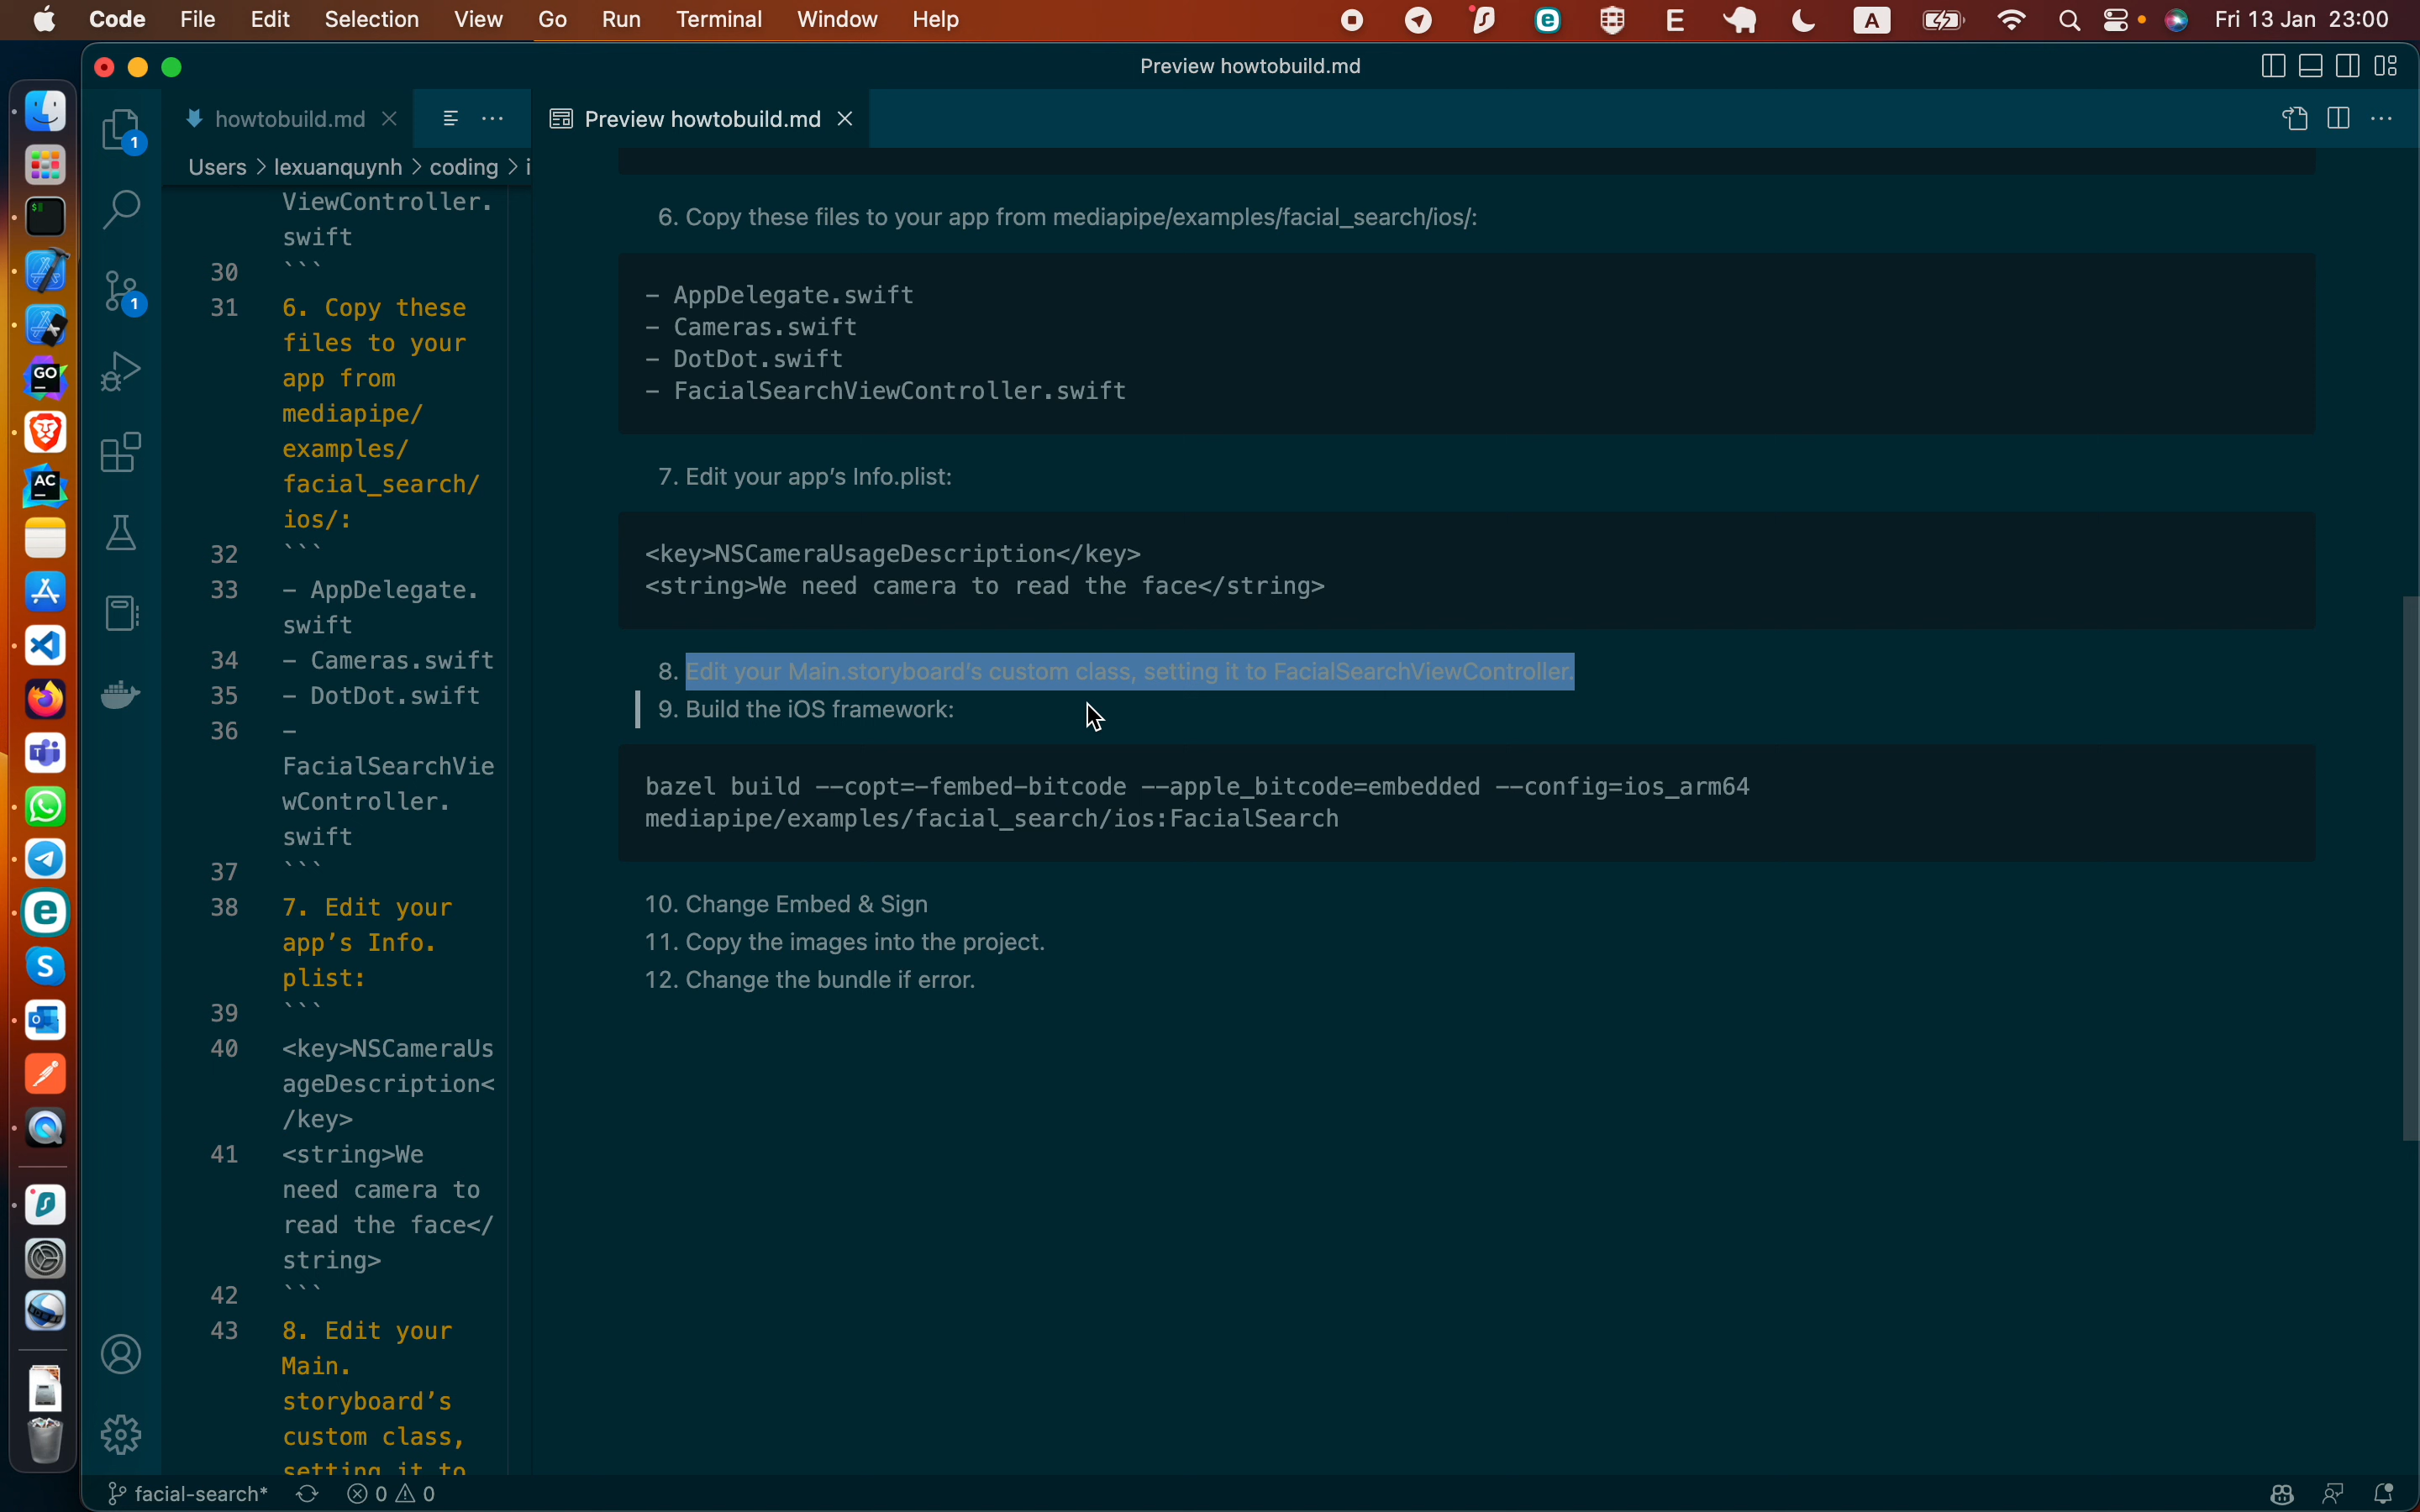 Code File Edit Selection View Go Run Terminal Window Help
E A Fri 13 Jan 23:00
Preview howtobuild.md
howtobuild.md
Preview howtobuild.md
Users > lexuanquynh > coding > i
ViewController.
swift
30 ```
31 6. Copy these
files to your
app from
mediapipe/
examples/
facial_search/
ios/:
32 ```
33 - AppDelegate.
swift
34 - Cameras.swift
35 - DotDot.swift
36 -
FacialSearchVie
wController.
swift
37 ```
38 7. Edit your
app’s Info.
plist:
39 ```
40 <key>NSCameraUs
ageDescription<
/key>
41 <string>We
need camera to
read the face</
string>
42 ```
43 8. Edit your
Main.
storyboard’s
custom class,
setting it to
6. Copy these files to your app from mediapipe/examples/facial_search/ios/:
- AppDelegate.swift
- Cameras.swift
- DotDot.swift
- FacialSearchViewController.swift
7. Edit your app’s Info.plist:
<key>NSCameraUsageDescription</key>
<string>We need camera to read the face</string>
8. Edit your Main.storyboard’s custom class, setting it to FacialSearchViewController.
9. Build the iOS framework:
bazel build --copt=-fembed-bitcode --apple_bitcode=embedded --config=ios_arm64
mediapipe/examples/facial_search/ios:FacialSearch
10. Change Embed & Sign
11. Copy the images into the project.
12. Change the bundle if error.
1
1
GO
AC
e
S
facial-search* 0 0